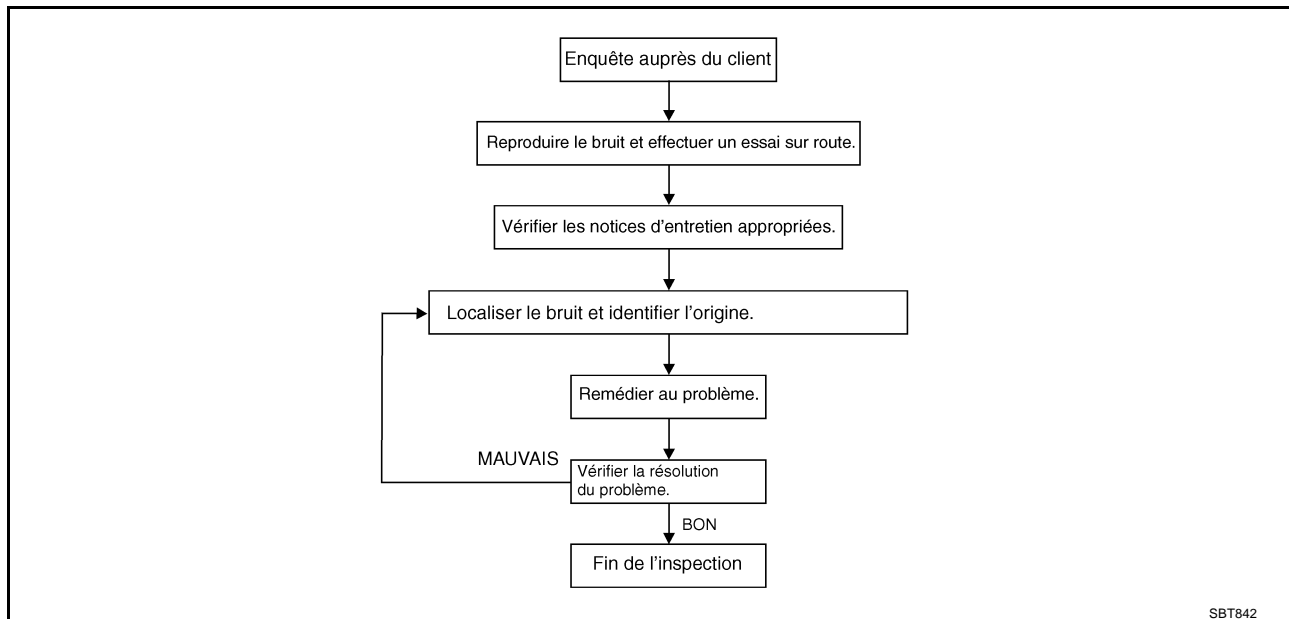 Enquête auprès du client
Reproduire le bruit et effectuer un essai sur route.
Vérifier les notices d'entretien appropriées.
Localiser le bruit et identifier l'origine.
Remédier au problème.
MAUVAIS
Vérifier la résolution
du problème.
BON
Fin de l'inspection
SBT842